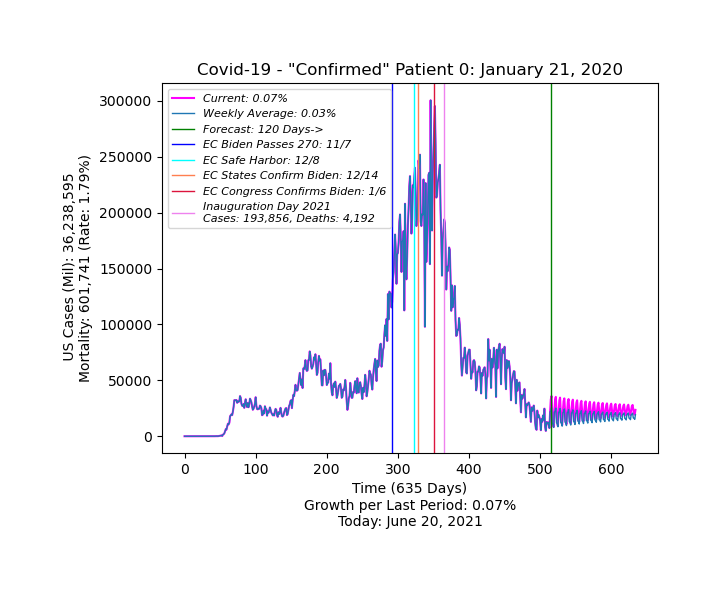 Covid-19 - "Confirmed" Patient 0: January 21, 2020
US Cases (Mil): 36,238,595
Mortality: 601,741 (Rate: 1.79%)
300000
250000
200000
150000
100000
50000
0
Current: 0.07%
Weekly Average: 0.03%
Forecast: 120 Days->
EC Biden Passes 270: 11/7
EC Safe Harbor: 12/8
EC States Confirm Biden: 12/14
EC Congress Confirms Biden: 1/6
Inauguration Day 2021
Cases: 193,856, Deaths: 4,192
0 100 200 300 400 500 600
Time (635 Days)
Growth per Last Period: 0.07%
Today: June 20, 2021